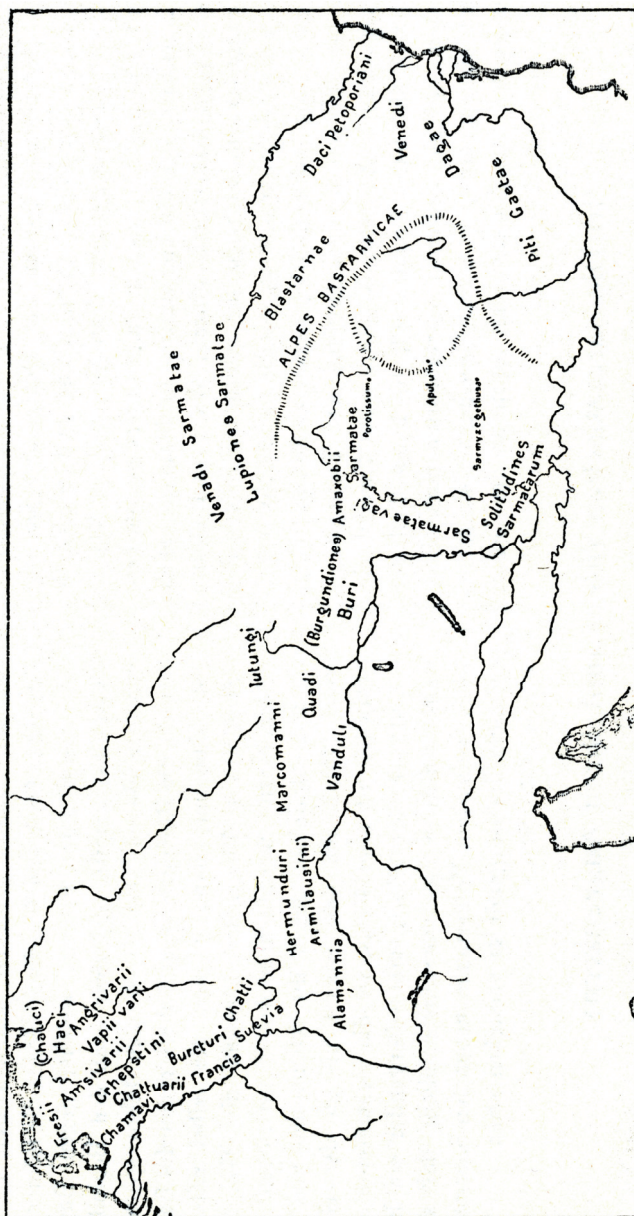 Fresii
(Chauci)
Haci
Angrivarii
Vapii varii
Amsivarii
Crhepstini
Chattuarii
Chamavi
Francia
Burcturi
Chatti
Suevia
Alamannia
Hermunduri
Armilausi(ni)
Marcomanni
Vanduli
Quadi
Iutungi
(Burgundiones)
Buri
Amaxobii
Sarmatae
Sarmatae vagi
Solitudines
Sarmatarum
Porolissum
Apulum
Sarmyzegethusa
Venadi Sarmatae
Lupiones Sarmatae
Blastarnae
ALPES BASTARNICAE
Daci Petoporiani
Venedi
Dagae
Piti Gaetae